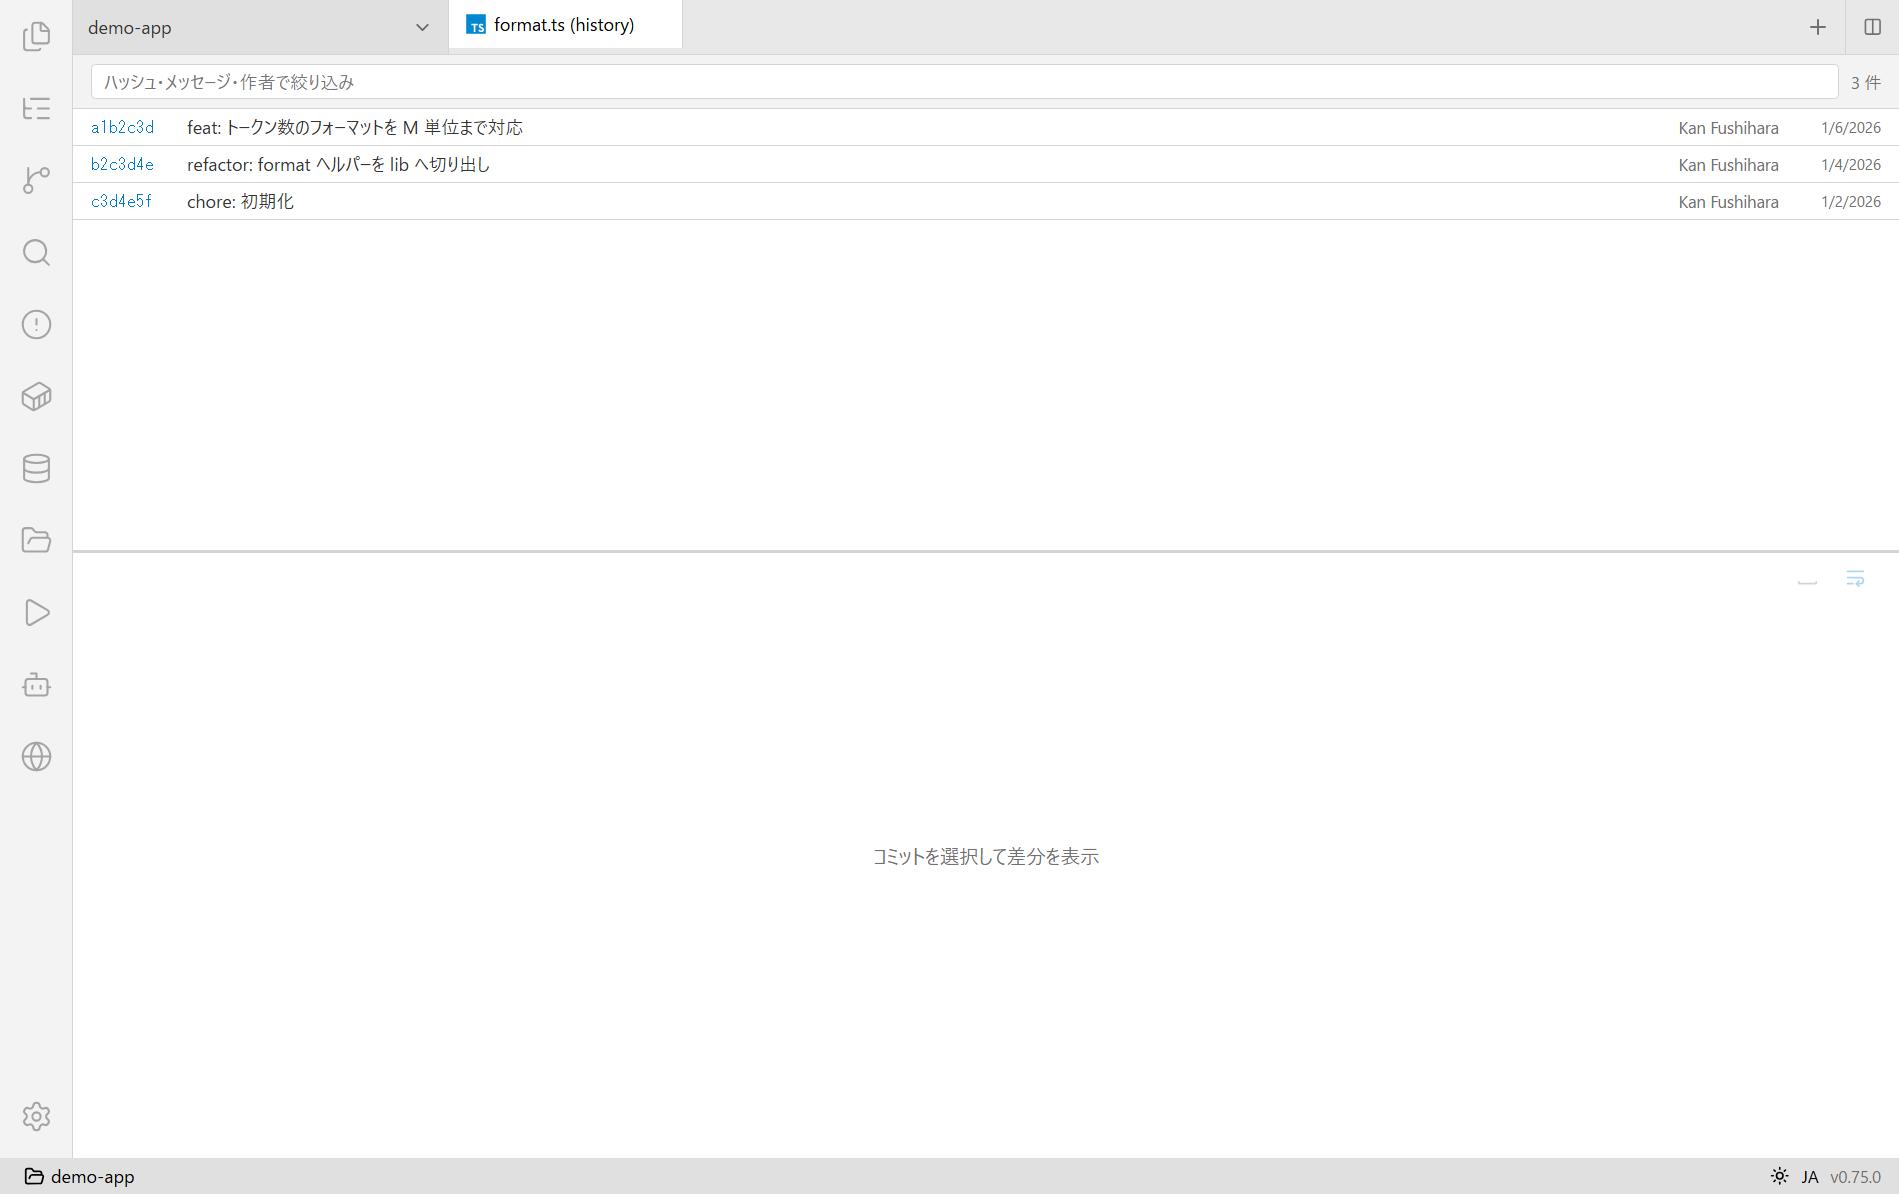 demo-app
TS format.ts (history)
ハッシュ・メッセージ・作者で絞り込み
3 件
a1b2c3d feat: トークン数のフォーマットを M 単位まで対応 Kan Fushihara 1/6/2026
b2c3d4e refactor: format ヘルパーを lib へ切り出し Kan Fushihara 1/4/2026
c3d4e5f chore: 初期化 Kan Fushihara 1/2/2026
コミットを選択して差分を表示
demo-app
JA v0.75.0